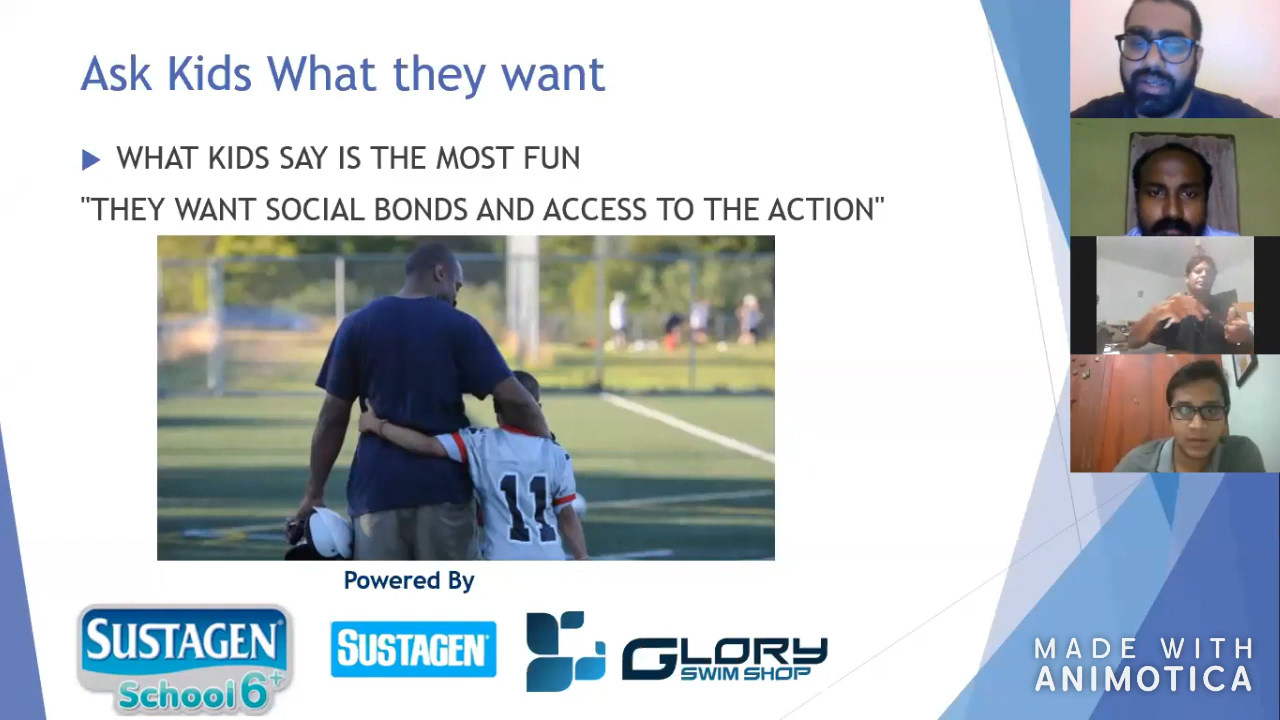 Ask Kids What they want
WHAT KIDS SAY IS THE MOST FUN
"THEY WANT SOCIAL BONDS AND ACCESS TO THE ACTION"
11
Powered By
SUSTAGEN®
School 6+
SUSTAGEN®
GLORY
SWIM SHOP
MADE WITH
ANIMOTICA